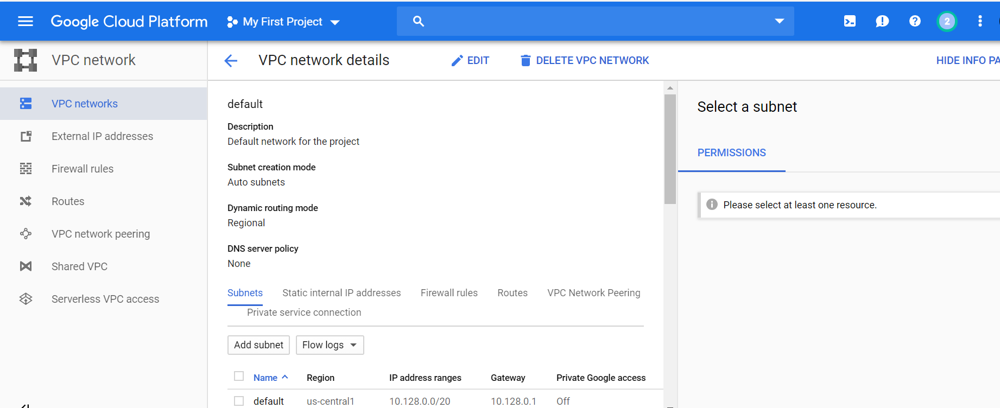 Google Cloud Platform My First Project 2
VPC network VPC network details EDIT DELETE VPC NETWORK HIDE INFO PA
VPC networks
External IP addresses
Firewall rules
Routes
VPC network peering
Shared VPC
Serverless VPC access
default
Description
Default network for the project
Subnet creation mode
Auto subnets
Dynamic routing mode
Regional
DNS server policy
None
Subnets Static internal IP addresses Firewall rules Routes VPC Network Peering
Private service connection
Add subnet Flow logs
Name Region IP address ranges Gateway Private Google access
default us-central1 10.128.0.0/20 10.128.0.1 Off
Select a subnet
PERMISSIONS
Please select at least one resource.